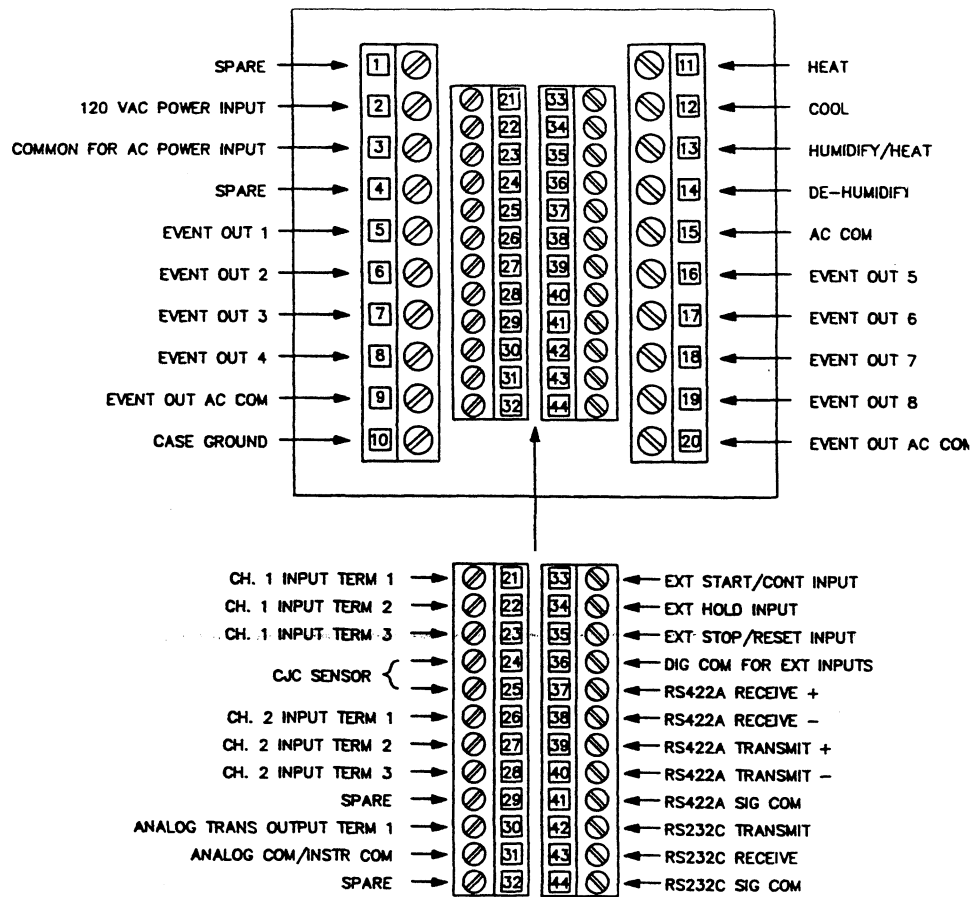 SPARE 1 11 HEAT
120 VAC POWER INPUT 2 21 33 12 COOL
22 34
COMMON FOR AC POWER INPUT 3 23 35 13 HUMIDIFY/HEAT
SPARE 4 24 36 14 DE-HUMIDIFY
25 37
EVENT OUT 1 5 26 38 15 AC COM
EVENT OUT 2 6 27 39 16 EVENT OUT 5
28 40
EVENT OUT 3 7 29 41 17 EVENT OUT 6
EVENT OUT 4 8 30 42 18 EVENT OUT 7
31 43
EVENT OUT AC COM 9 32 44 19 EVENT OUT 8
CASE GROUND 10 20 EVENT OUT AC COM
CH. 1 INPUT TERM 1 21 33 EXT START/CONT INPUT
CH. 1 INPUT TERM 2 22 34 EXT HOLD INPUT
CH. 1 INPUT TERM 3 23 35 EXT STOP/RESET INPUT
24 36 DIG COM FOR EXT INPUTS
CJC SENSOR
25 37 RS422A RECEIVE +
CH. 2 INPUT TERM 1 26 38 RS422A RECEIVE -
CH. 2 INPUT TERM 2 27 39 RS422A TRANSMIT +
CH. 2 INPUT TERM 3 28 40 RS422A TRANSMIT -
SPARE 29 41 RS422A SIG COM
ANALOG TRANS OUTPUT TERM 1 30 42 RS232C TRANSMIT
ANALOG COM/INSTR COM 31 43 RS232C RECEIVE
SPARE 32 44 RS232C SIG COM